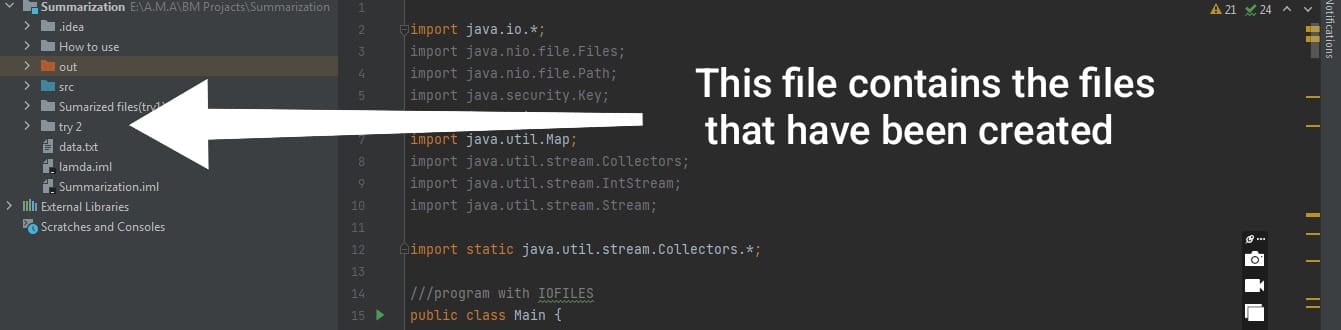 Summarization E:\A.M.A\BM Projacts\Summarization
.idea
How to use
out
src
Sumarized files(try1)
try 2
data.txt
lamda.iml
Summarization.iml
External Libraries
Scratches and Consoles
1
2 import java.io.*;
3 import java.nio.file.Files;
4 import java.nio.file.Path;
5 import java.security.Key;
7 import java.util.Map;
8 import java.util.stream.Collectors;
9 import java.util.stream.IntStream;
10 import java.util.stream.Stream;
11
12 import static java.util.stream.Collectors.*;
13
14 ///program with IOFILES
15 public class Main {
This file contains the files
that have been created
21 24
Notifications